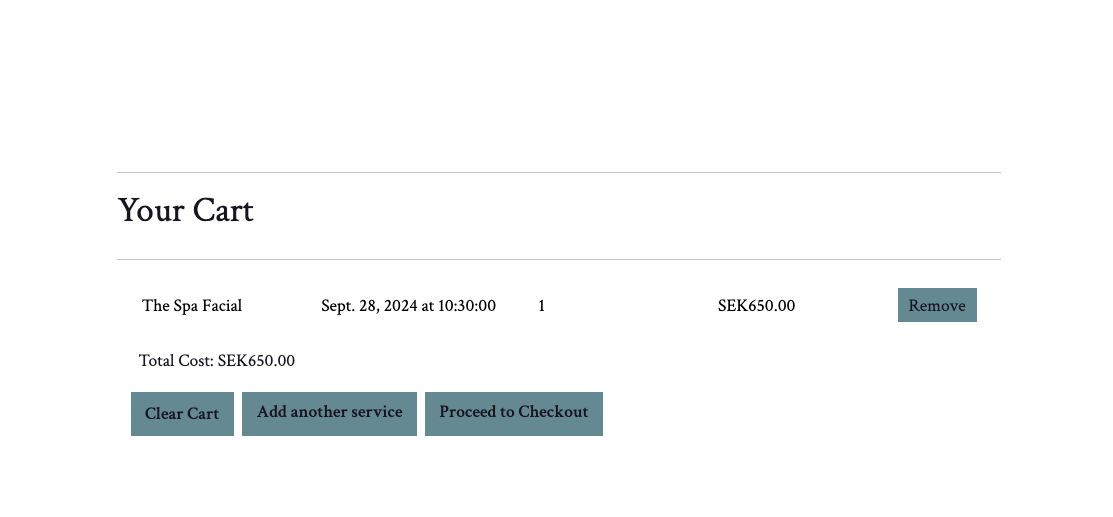 Your Cart
The Spa Facial Sept. 28, 2024 at 10:30:00 1 SEK650.00 Remove
Total Cost: SEK650.00
Clear Cart Add another service Proceed to Checkout